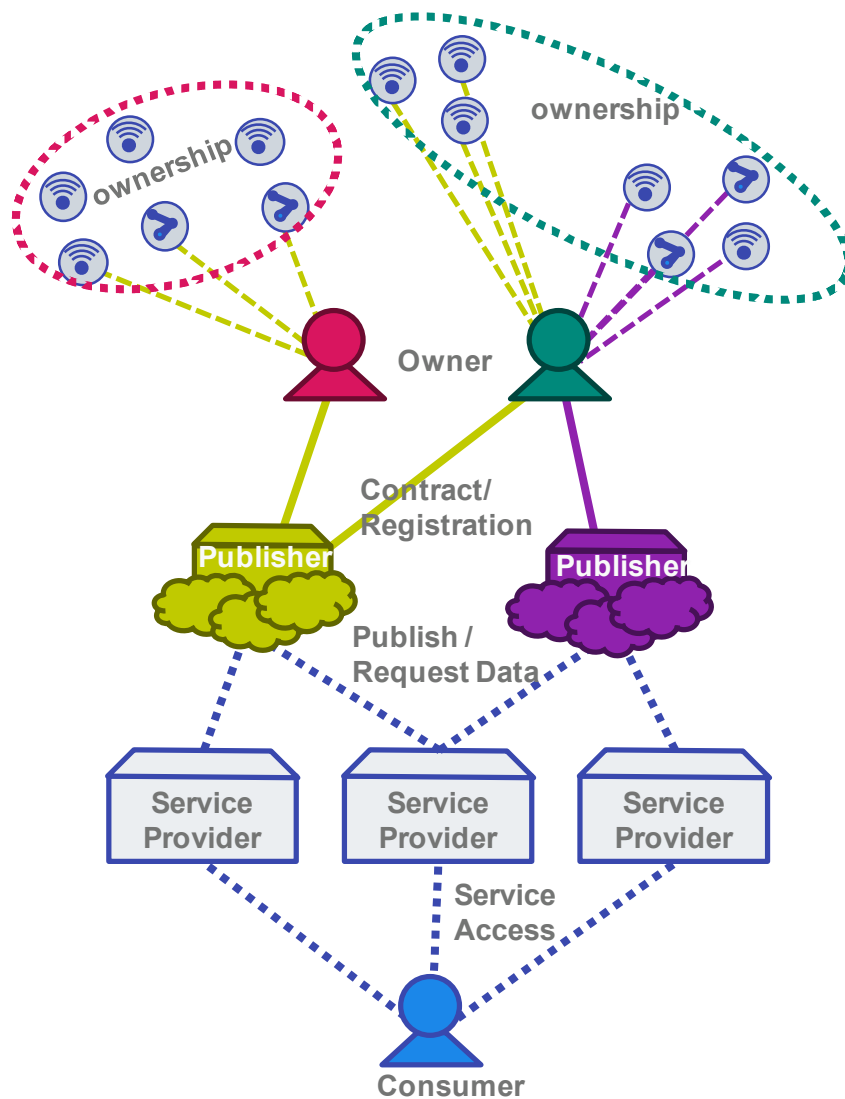 ownership
ownership
Owner
Contract/
Registration
Publisher
Publisher
Publish /
Request Data
Service
Provider
Service
Provider
Service
Provider
Service
Access
Consumer